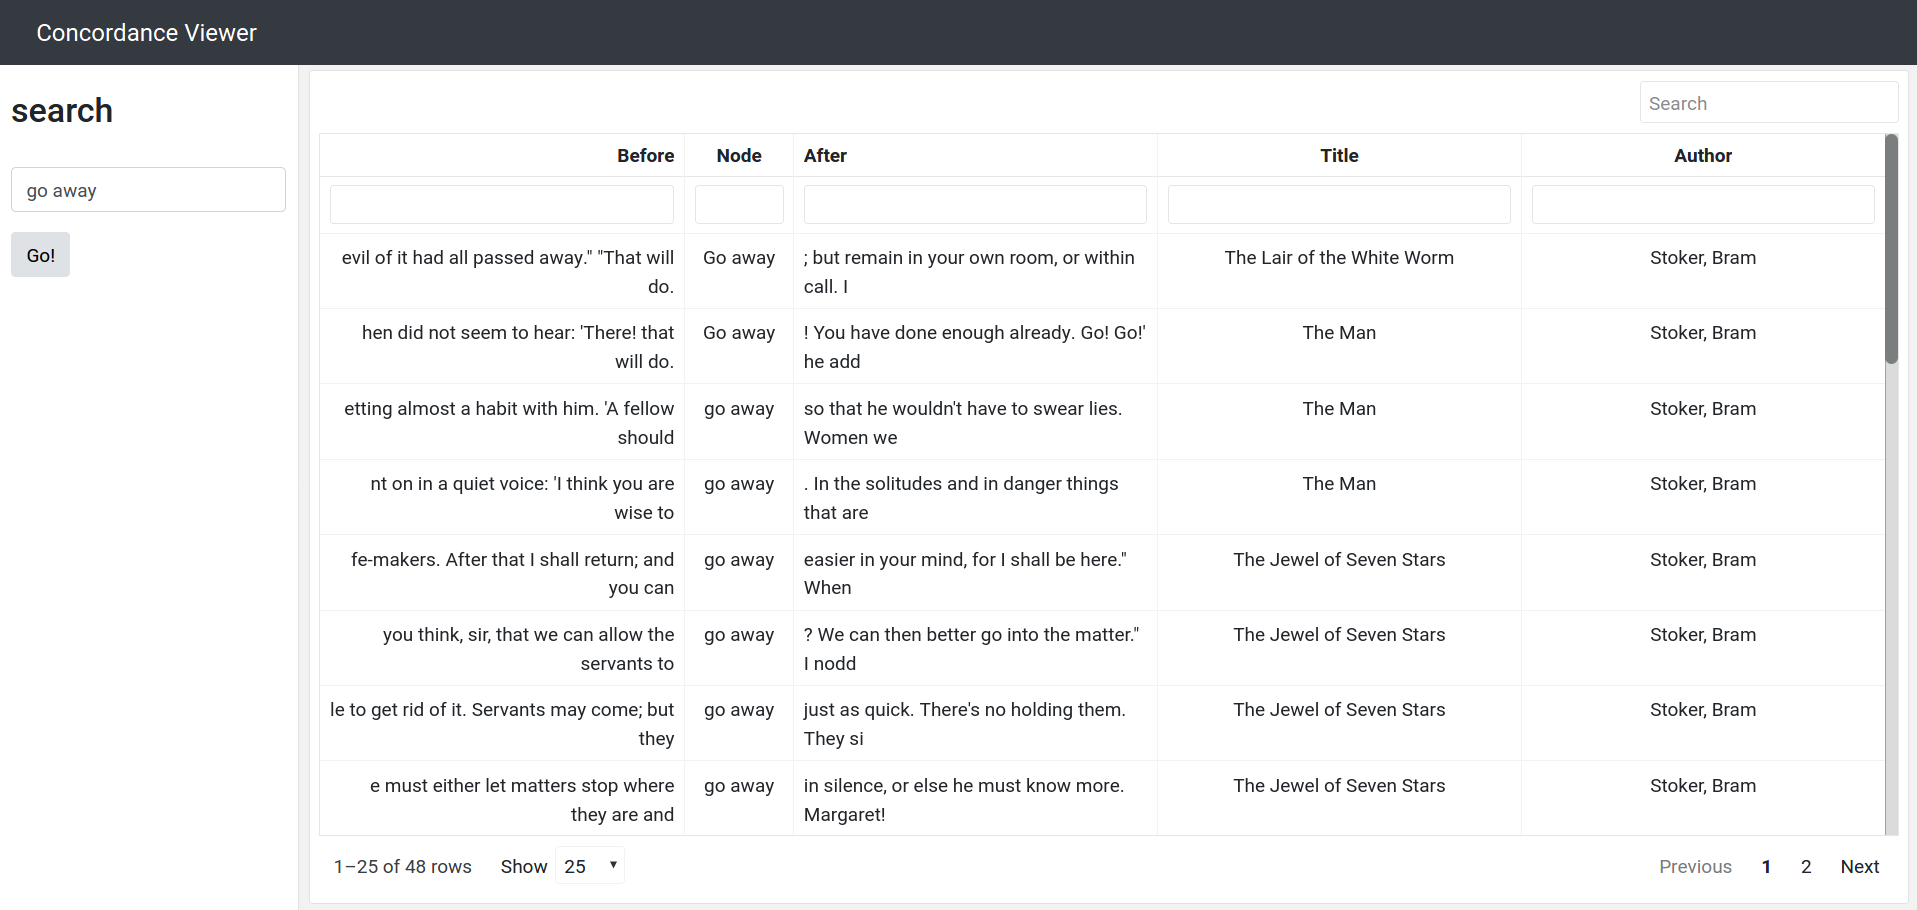 Concordance Viewer
search
go away
Go!
Search
Before Node After Title Author
evil of it had all passed away." "That will do. Go away ; but remain in your own room, or within call. I The Lair of the White Worm Stoker, Bram
hen did not seem to hear: 'There! that will do. Go away ! You have done enough already. Go! Go!' he add The Man Stoker, Bram
etting almost a habit with him. 'A fellow should go away so that he wouldn't have to swear lies. Women we The Man Stoker, Bram
nt on in a quiet voice: 'I think you are wise to go away . In the solitudes and in danger things that are The Man Stoker, Bram
fe-makers. After that I shall return; and you can go away easier in your mind, for I shall be here." When The Jewel of Seven Stars Stoker, Bram
you think, sir, that we can allow the servants to go away ? We can then better go into the matter." I nodd The Jewel of Seven Stars Stoker, Bram
le to get rid of it. Servants may come; but they go away just as quick. There's no holding them. They si The Jewel of Seven Stars Stoker, Bram
e must either let matters stop where they are and go away in silence, or else he must know more. Margaret! The Jewel of Seven Stars Stoker, Bram
1–25 of 48 rows Show 25 Previous 1 2 Next